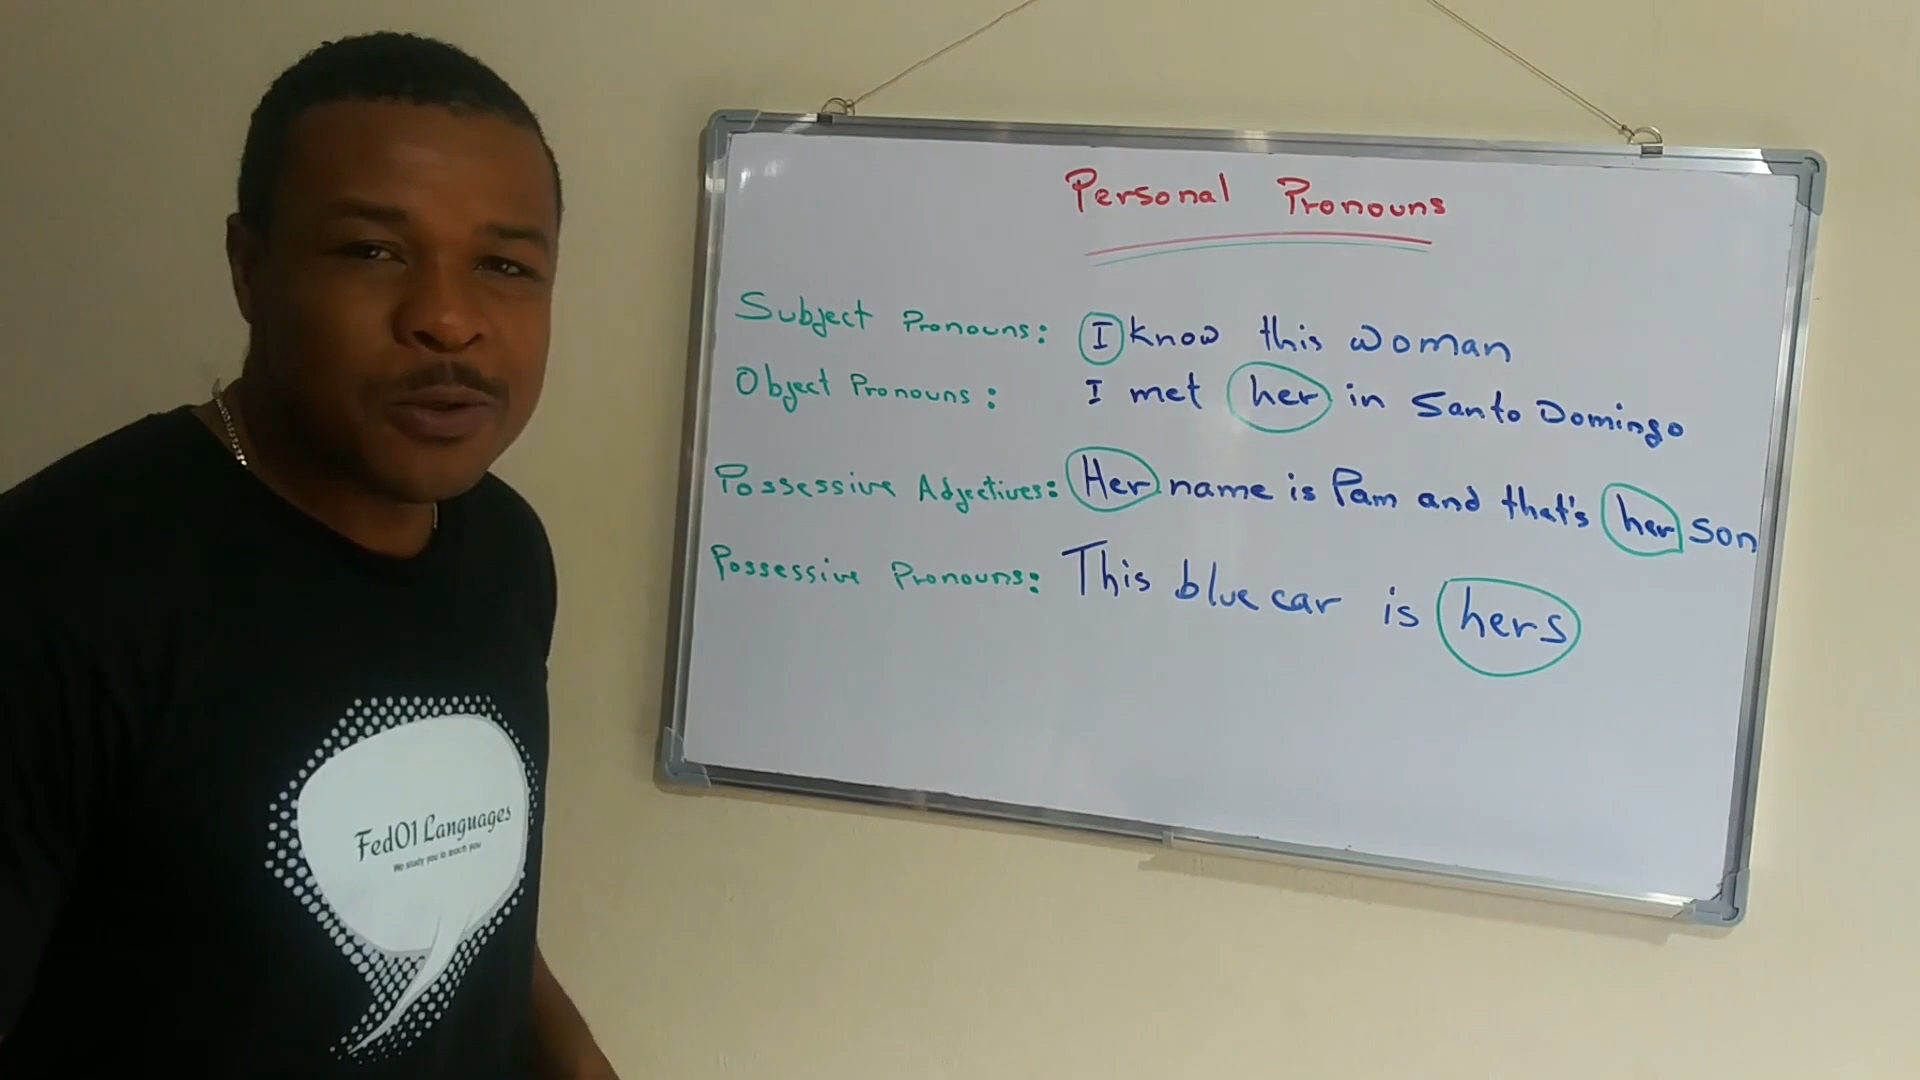 Personal Pronouns
Subject Pronouns: I know this woman
Object Pronouns: I met her in Santo Domingo
Possessive Adjectives: Her name is Pam and that's her son
Possessive Pronouns: This blue car is hers
Fed01 Languages
We study you to teach you